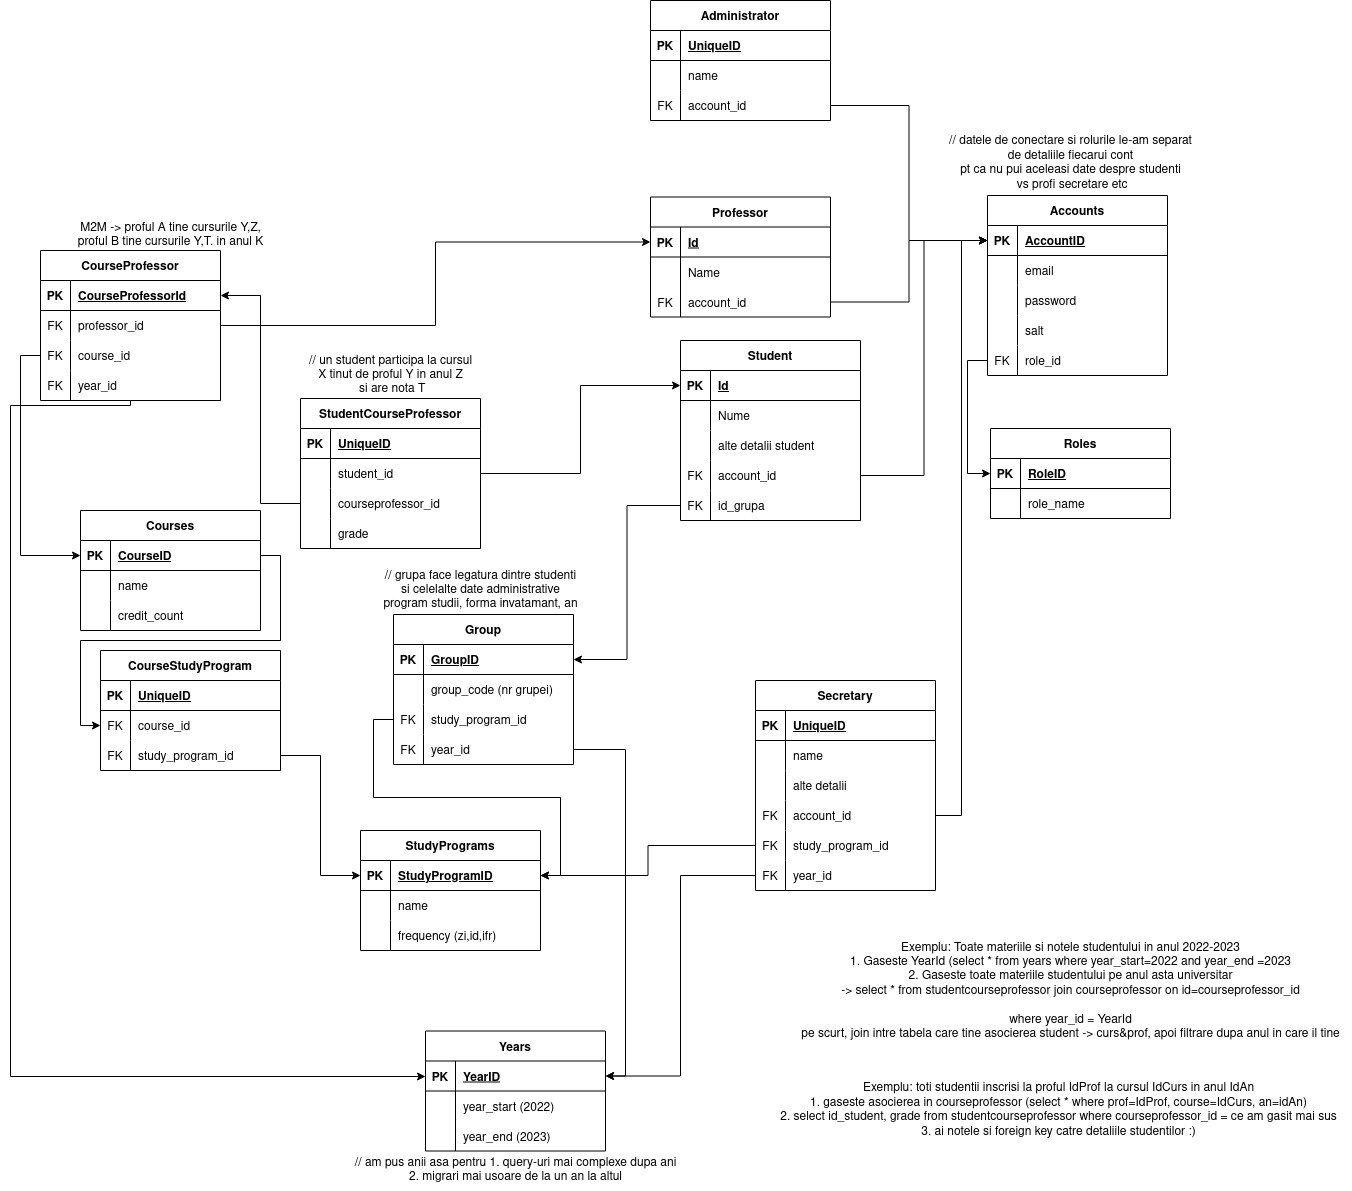 Administrator
PK UniqueID
name
FK account_id
// datele de conectare si rolurile le-am separat
de detaliile fiecarui cont
pt ca nu pui aceleasi date despre studenti
vs profi secretare etc
Accounts
PK AccountID
email
password
salt
FK role_id
Professor
PK Id
Name
FK account_id
M2M -> proful A tine cursurile Y,Z,
proful B tine cursurile Y,T. in anul K
CourseProfessor
PK CourseProfessorId
FK professor_id
FK course_id
FK year_id
// un student participa la cursul
X tinut de proful Y in anul Z
si are nota T
StudentCourseProfessor
PK UniqueID
student_id
courseprofessor_id
grade
Student
PK Id
Nume
alte detalii student
FK account_id
FK id_grupa
Roles
PK RoleID
role_name
Courses
PK CourseID
name
credit_count
// grupa face legatura dintre studenti
si celelalte date administrative
program studii, forma invatamant, an
Group
PK GroupID
group_code (nr grupei)
FK study_program_id
FK year_id
CourseStudyProgram
PK UniqueID
FK course_id
FK study_program_id
Secretary
PK UniqueID
name
alte detalii
FK account_id
FK study_program_id
FK year_id
StudyPrograms
PK StudyProgramID
name
frequency (zi,id,ifr)
Exemplu: Toate materiile si notele studentului in anul 2022-2023
1. Gaseste YearId (select * from years where year_start=2022 and year_end =2023
2. Gaseste toate materiile studentului pe anul asta universitar
-> select * from studentcourseprofessor join courseprofessor on id=courseprofessor_id
where year_id = YearId
pe scurt, join intre tabela care tine asocierea student -> curs&prof, apoi filtrare dupa anul in care il tine
Years
PK YearID
year_start (2022)
year_end (2023)
// am pus anii asa pentru 1. query-uri mai complexe dupa ani
2. migrari mai usoare de la un an la altul
Exemplu: toti studentii inscrisi la proful IdProf la cursul IdCurs in anul IdAn
1. gaseste asocierea in courseprofessor (select * where prof=IdProf, course=IdCurs, an=idAn)
2. select id_student, grade from studentcourseprofessor where courseprofessor_id = ce am gasit mai sus
3. ai notele si foreign key catre detaliile studentilor :)